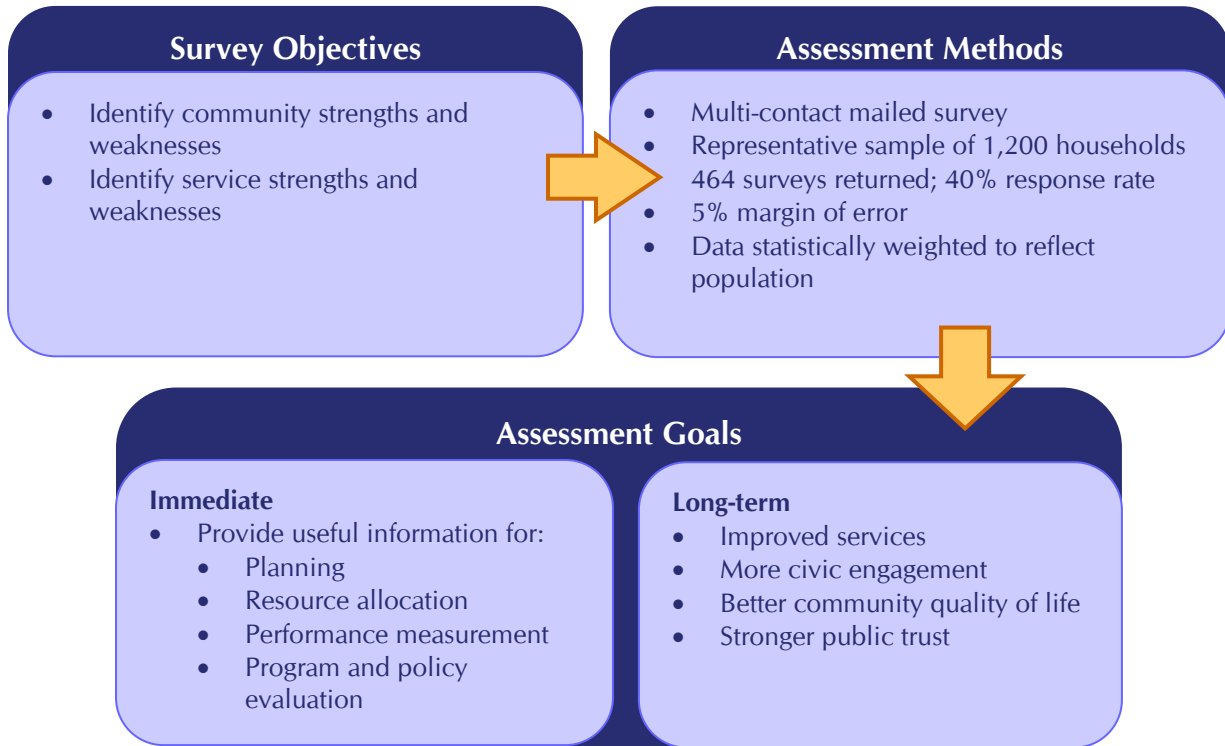 Survey Objectives
• Identify community strengths and
weaknesses
• Identify service strengths and
weaknesses
Assessment Methods
• Multi-contact mailed survey
• Representative sample of 1,200 households
464 surveys returned; 40% response rate
• 5% margin of error
• Data statistically weighted to reflect
population
Assessment Goals
Immediate
• Provide useful information for:
• Planning
• Resource allocation
• Performance measurement
• Program and policy
evaluation
Long-term
• Improved services
• More civic engagement
• Better community quality of life
• Stronger public trust